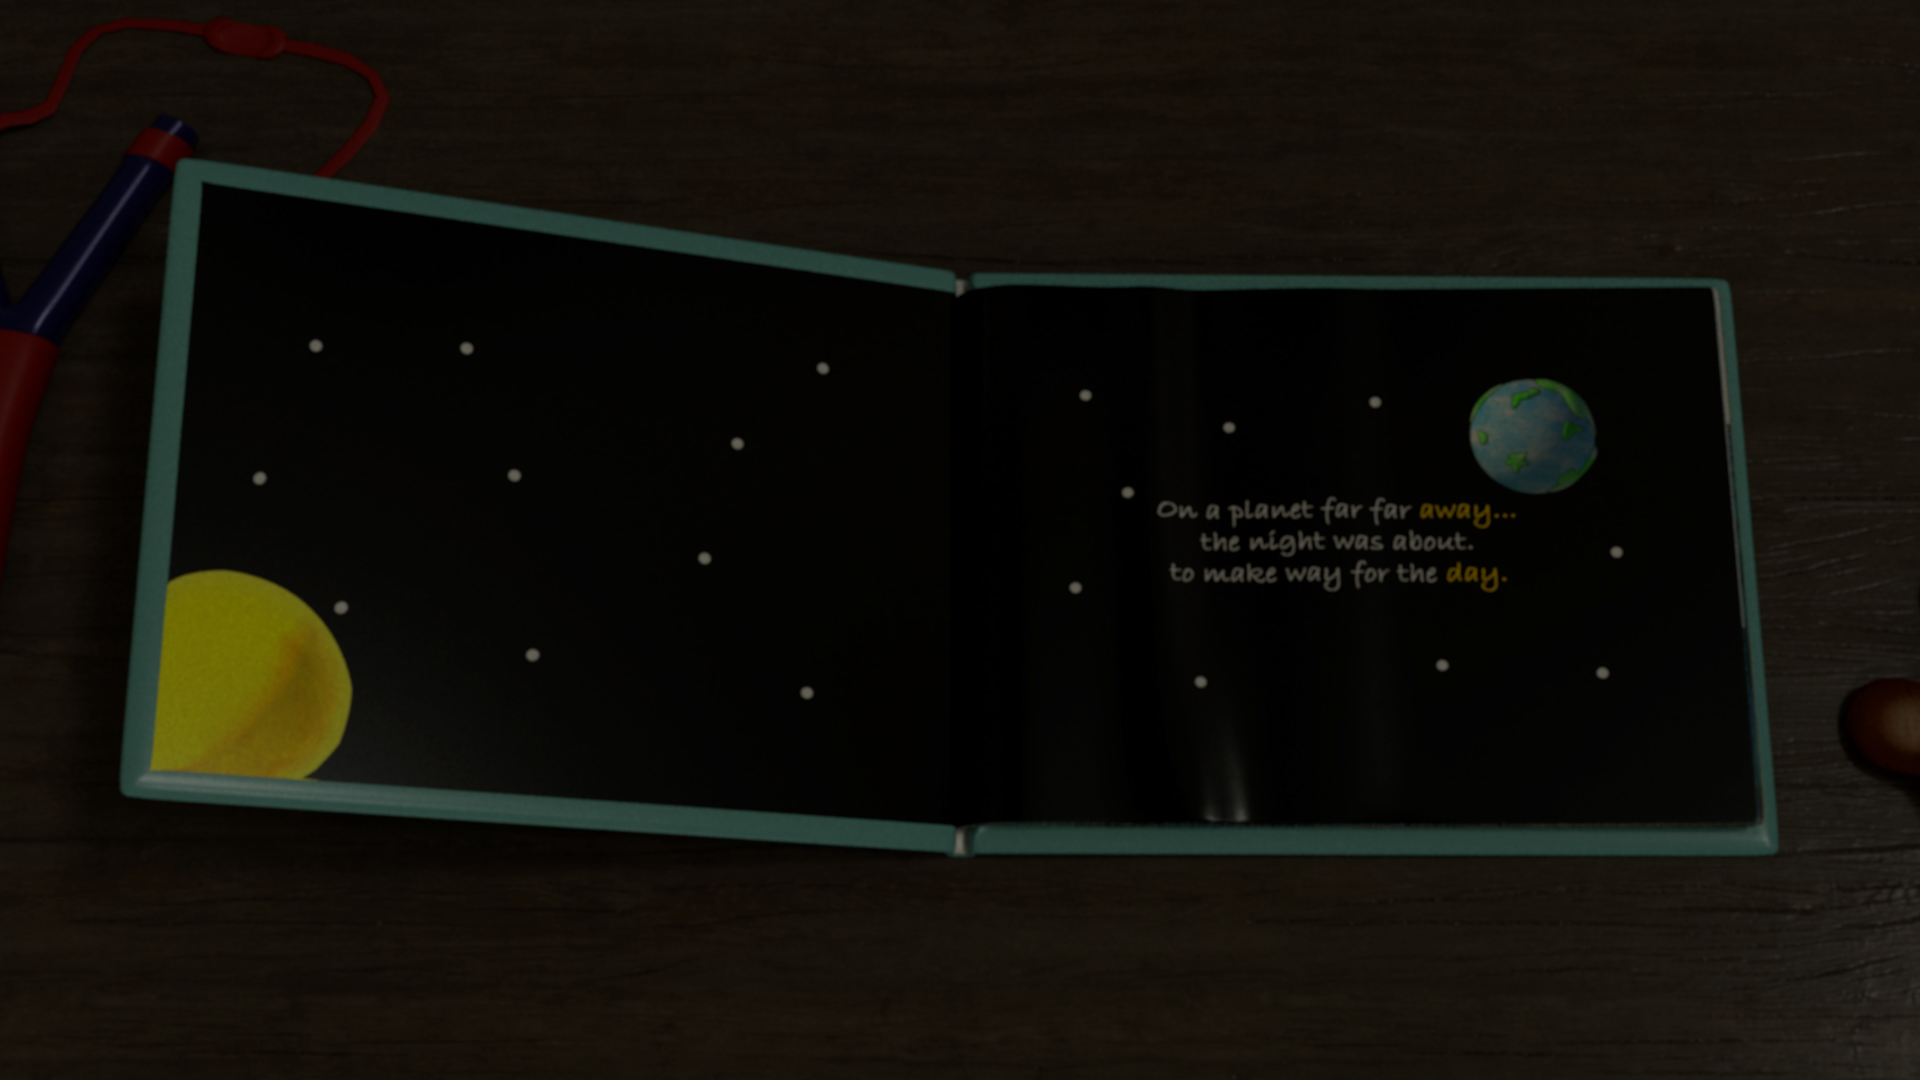 On a planet far far away...
the night was about.
to make way for the day.